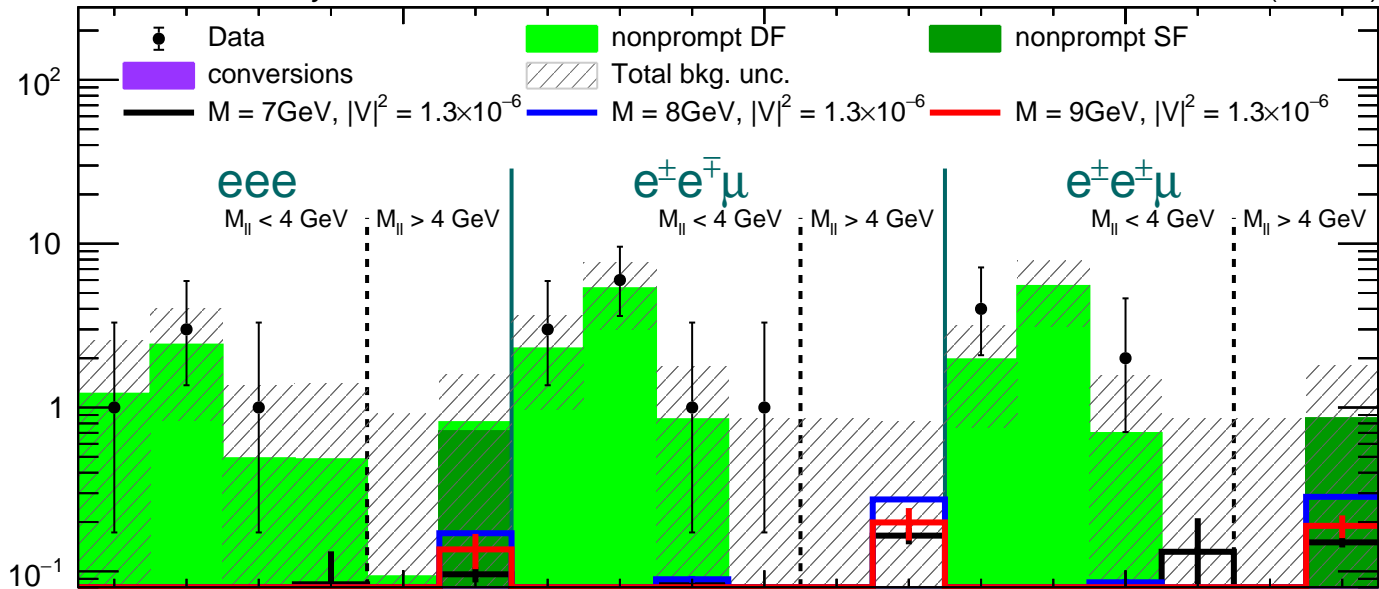 Data nonprompt DF nonprompt SF
conversions Total bkg. unc.
M = 7GeV, |V|² = 1.3×10⁻⁶ M = 8GeV, |V|² = 1.3×10⁻⁶ M = 9GeV, |V|² = 1.3×10⁻⁶
10²
eee e±e∓μ e±e±μ
M_ll < 4 GeV M_ll > 4 GeV M_ll < 4 GeV M_ll > 4 GeV M_ll < 4 GeV M_ll > 4 GeV
10
1
10⁻¹